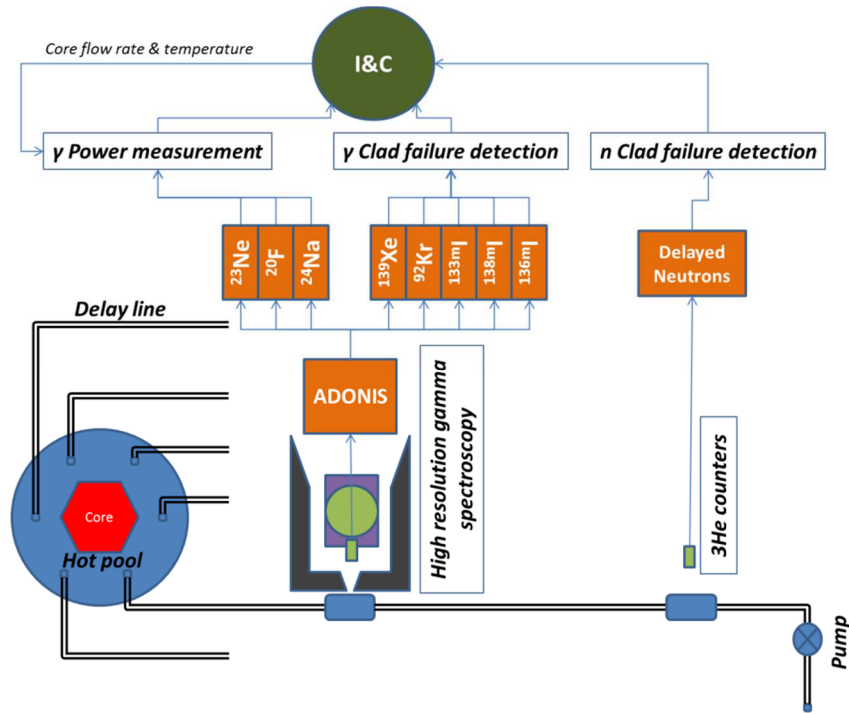 Core flow rate & temperature
I&C
γ Power measurement
γ Clad failure detection
n Clad failure detection
²³Ne
²⁰F
²⁴Na
¹³⁹Xe
⁹²Kr
¹³³ᵐI
¹³⁸ᵐI
¹³⁶ᵐI
Delayed
Neutrons
Delay line
ADONIS
High resolution gamma
spectroscopy
3He counters
Core
Hot pool
Pump